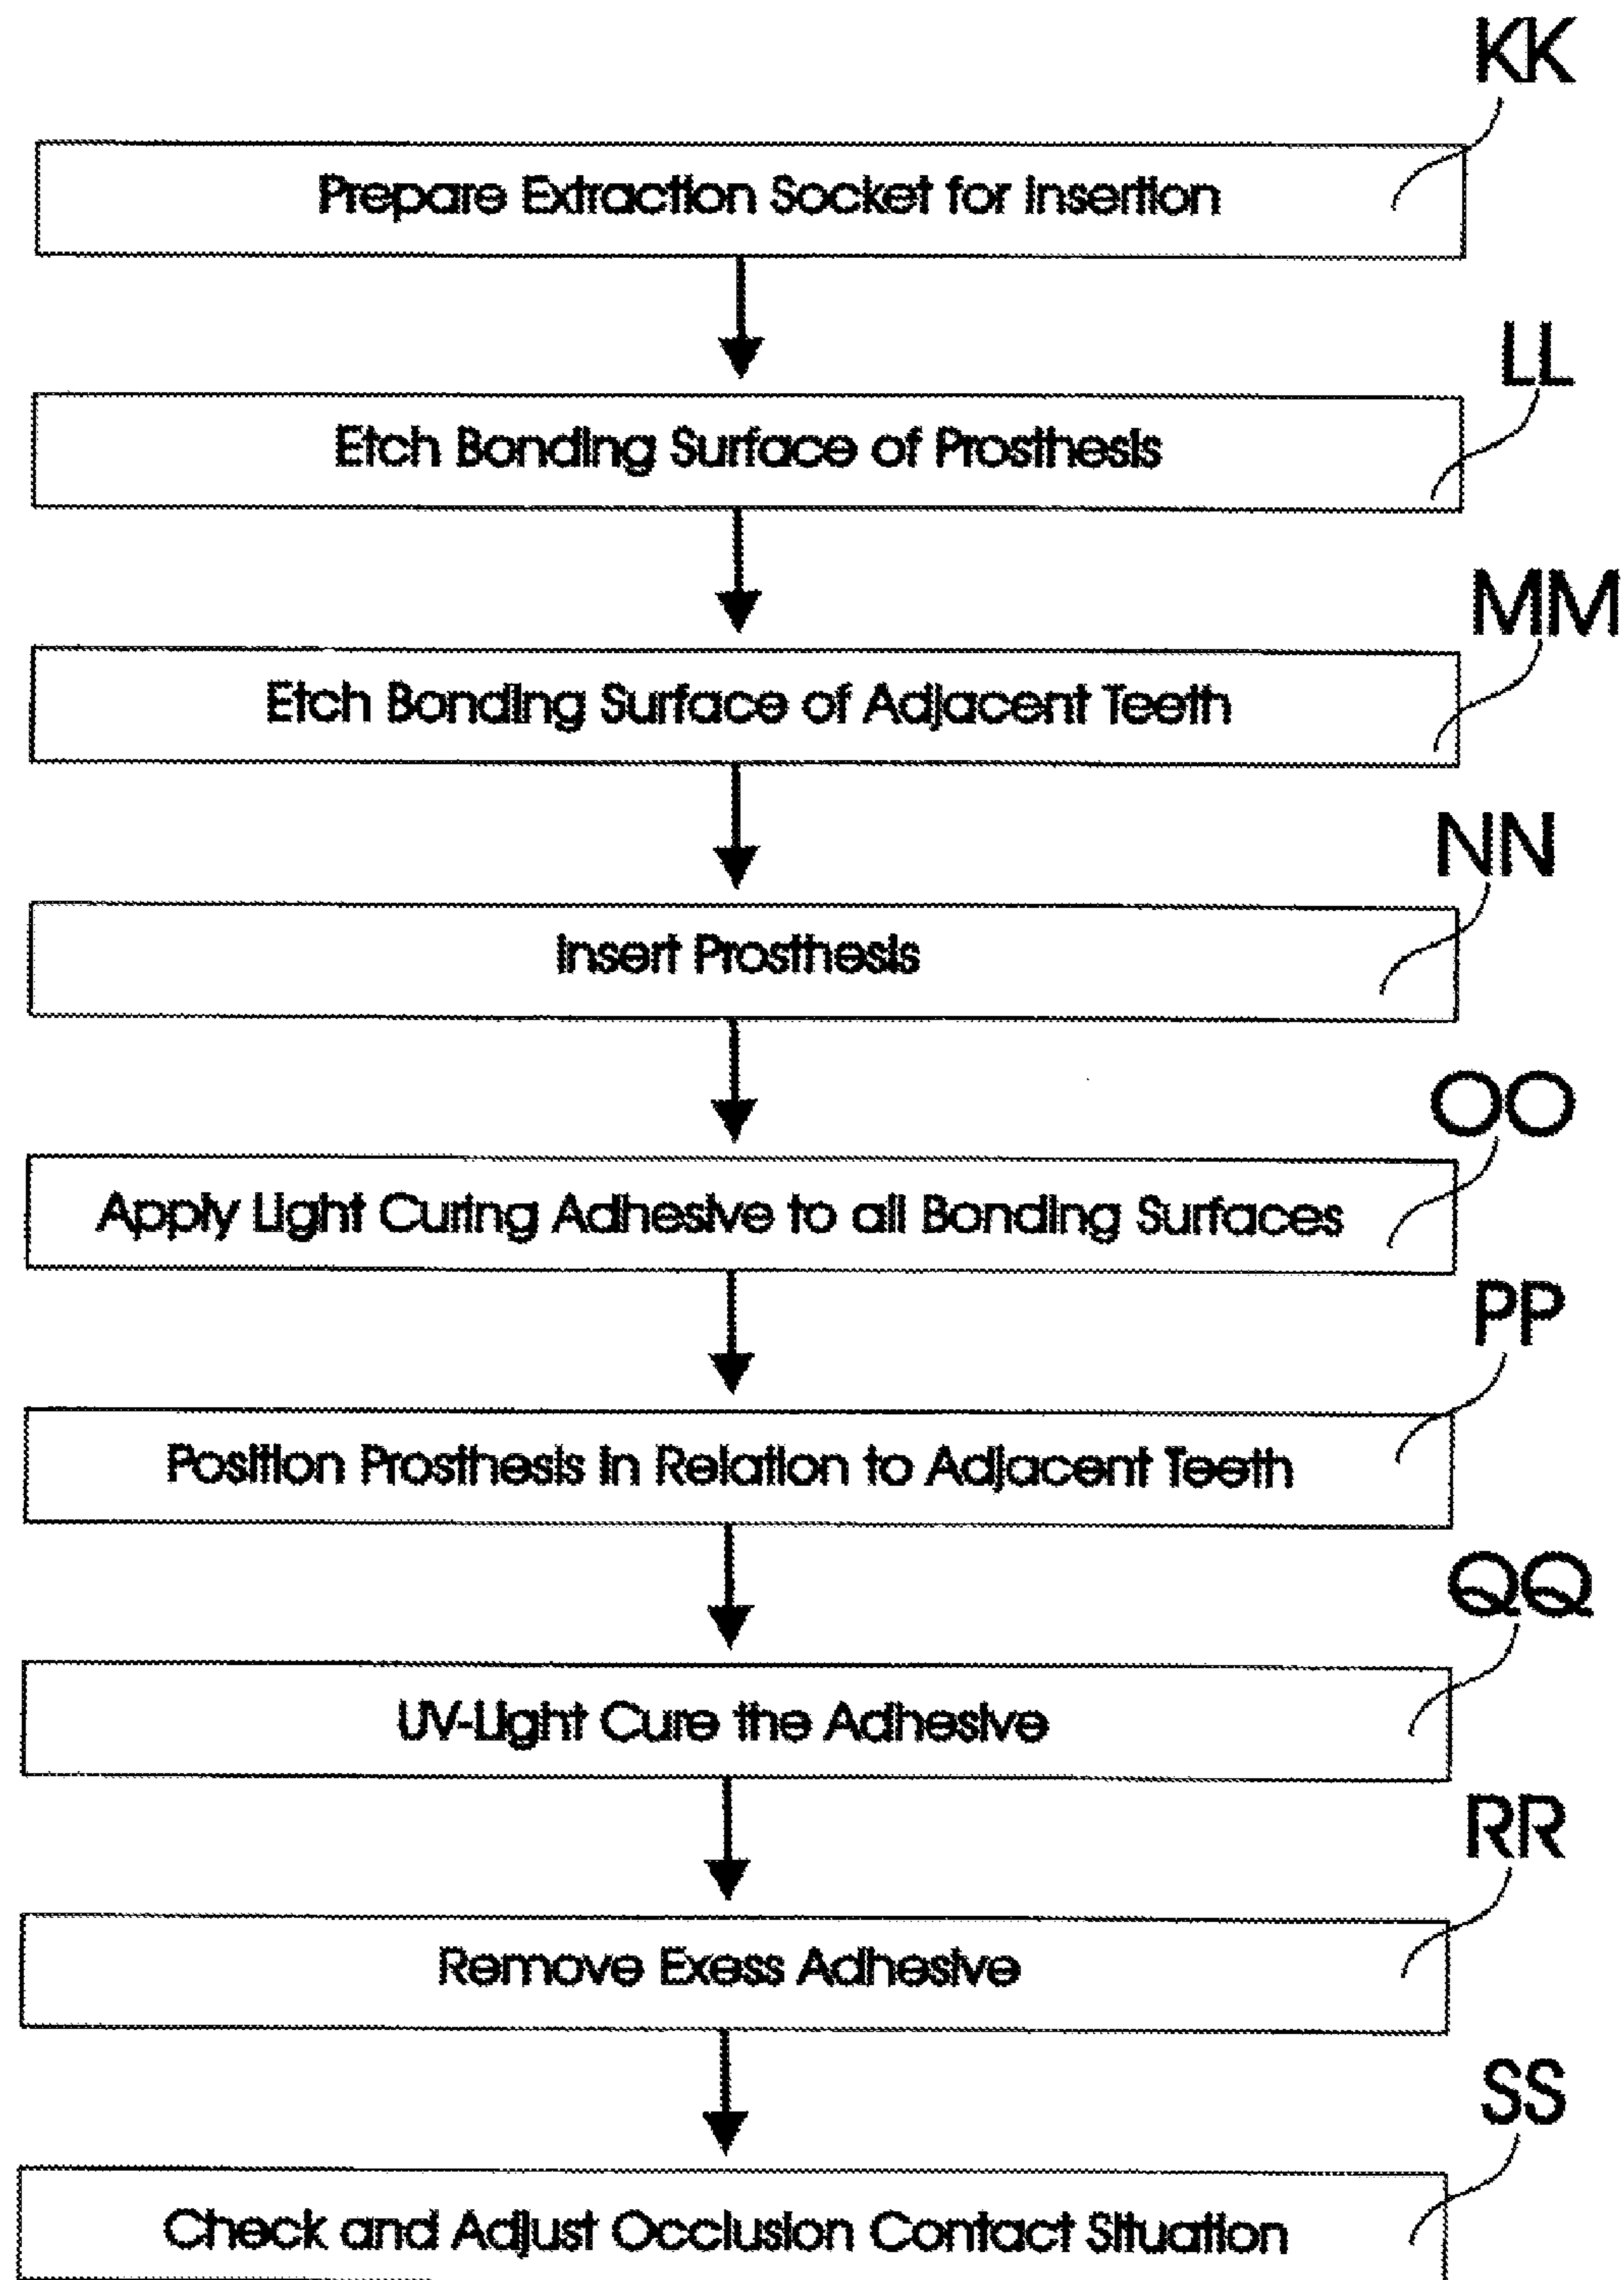 KK
Prepare Extraction Socket for Insertion
LL
Etch Bonding Surface of Prosthesis
MM
Etch Bonding Surface of Adjacent Teeth
NN
Insert Prosthesis
OO
Apply Light Curing Adhesive to all Bonding Surfaces
PP
Position Prosthesis in Relation to Adjacent Teeth
QQ
UV-Light Cure the Adhesive
RR
Remove Exess Adhesive
SS
Check and Adjust Occlusion Contact Situation